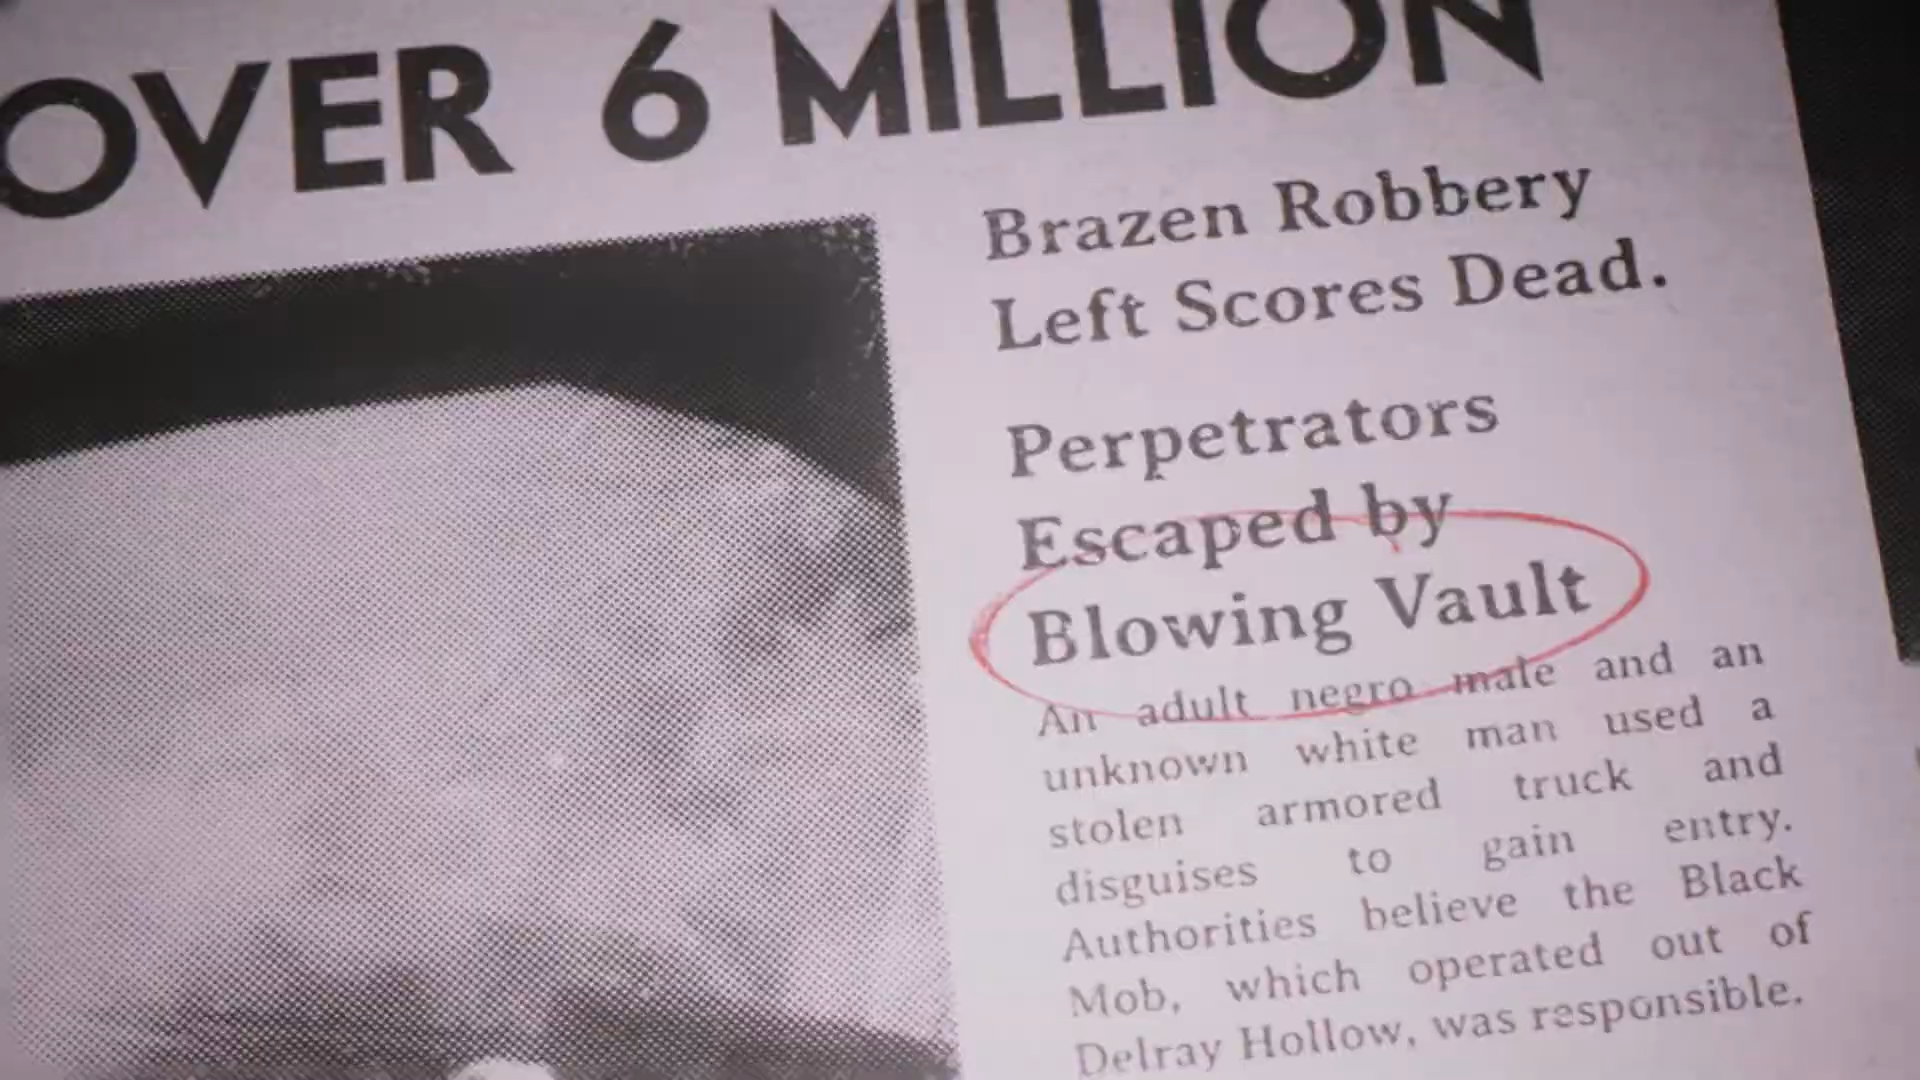 OVER 6 MILLION
Brazen Robbery
Left Scores Dead.
Perpetrators
Escaped by
Blowing Vault
An adult negro male and an
unknown white man used a
stolen armored truck and
disguises to gain entry.
Authorities believe the Black
Mob, which operated out of
Delray Hollow, was responsible.